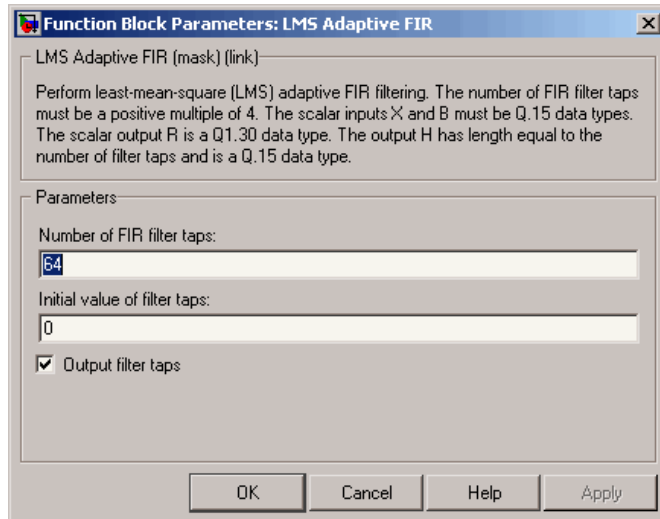 Function Block Parameters: LMS Adaptive FIR
LMS Adaptive FIR (mask) (link)
Perform least-mean-square (LMS) adaptive FIR filtering. The number of FIR filter taps
must be a positive multiple of 4. The scalar inputs X and B must be Q.15 data types.
The scalar output R is a Q1.30 data type. The output H has length equal to the
number of filter taps and is a Q.15 data type.
Parameters
Number of FIR filter taps:
64
Initial value of filter taps:
0
Output filter taps
OK Cancel Help Apply